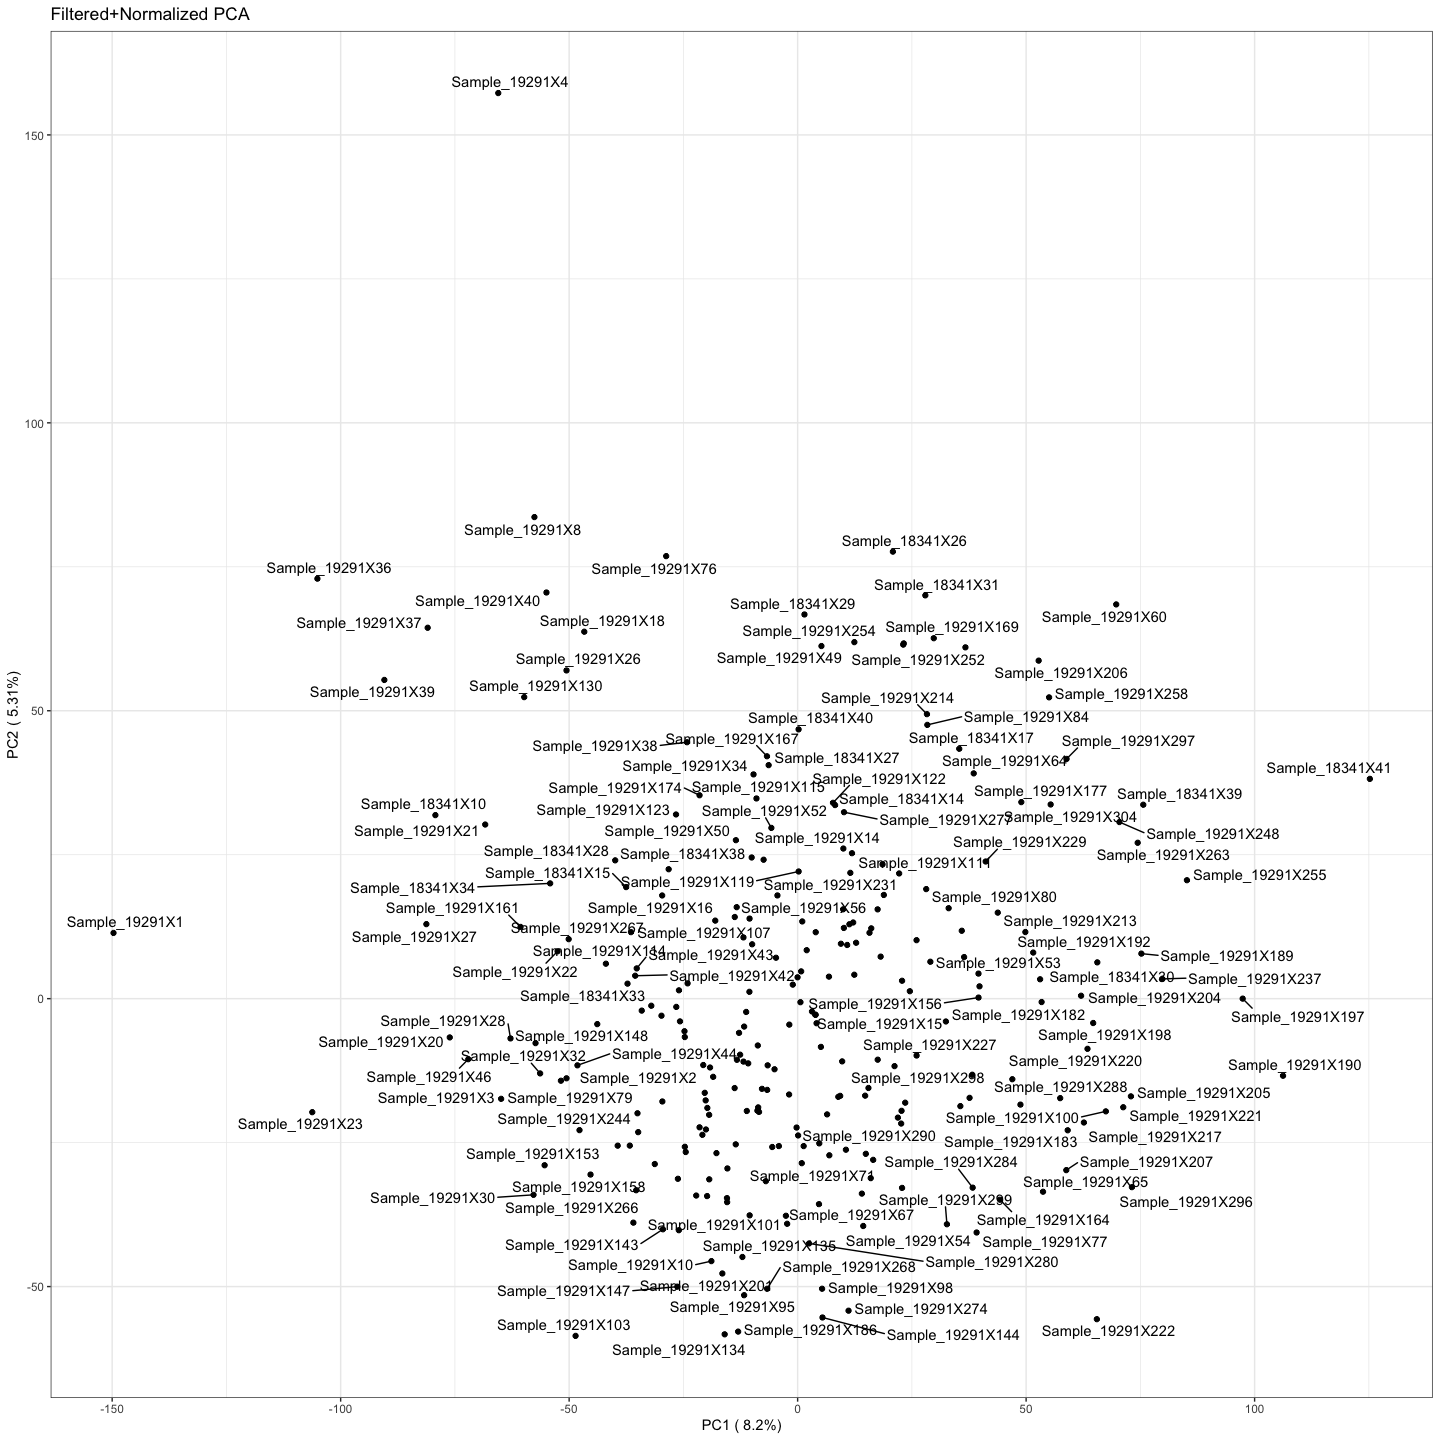 Filtered+Normalized PCA
Sample_19291X4
150
100
Sample_19291X8
Sample_18341X26
Sample_19291X36
Sample_19291X76
Sample_18341X31
Sample_19291X40
Sample_18341X29
Sample_19291X60
Sample_19291X37
Sample_19291X18
Sample_19291X254
Sample_19291X169
Sample_19291X26
Sample_19291X49
Sample_19291X252
Sample_19291X206
Sample_19291X39
Sample_19291X130
Sample_19291X214
Sample_19291X258
50
Sample_18341X40
Sample_19291X84
Sample_19291X38
Sample_19291X167
Sample_18341X17
Sample_19291X297
Sample_19291X34
Sample_18341X27
Sample_19291X64
Sample_18341X41
Sample_19291X174
Sample_19291X115
Sample_19291X122
Sample_19291X177
Sample_18341X39
Sample_18341X10
Sample_19291X123
Sample_19291X52
Sample_18341X14
Sample_19291X277
Sample_19291X304
Sample_19291X21
Sample_19291X50
Sample_19291X14
Sample_19291X248
Sample_18341X28
Sample_18341X38
Sample_19291X229
Sample_19291X263
Sample_18341X15
Sample_19291X111
Sample_18341X34
Sample_19291X119
Sample_19291X231
Sample_19291X255
Sample_19291X161
Sample_19291X16
Sample_19291X56
Sample_19291X80
Sample_19291X1
Sample_19291X267
Sample_19291X213
Sample_19291X27
Sample_19291X107
Sample_19291X192
Sample_19291X114
Sample_19291X43
Sample_19291X189
Sample_19291X22
Sample_19291X42
Sample_19291X53
Sample_18341X30
Sample_19291X237
0
Sample_18341X33
Sample_19291X156
Sample_19291X204
Sample_19291X28
Sample_19291X15
Sample_19291X182
Sample_19291X197
Sample_19291X20
Sample_19291X148
Sample_19291X198
Sample_19291X32
Sample_19291X44
Sample_19291X227
Sample_19291X220
Sample_19291X190
Sample_19291X46
Sample_19291X2
Sample_19291X298
Sample_19291X3
Sample_19291X79
Sample_19291X288
Sample_19291X205
Sample_19291X23
Sample_19291X244
Sample_19291X100
Sample_19291X221
Sample_19291X290
Sample_19291X183
Sample_19291X217
Sample_19291X153
Sample_19291X284
Sample_19291X207
Sample_19291X71
Sample_19291X65
Sample_19291X30
Sample_19291X158
Sample_19291X299
Sample_19291X296
Sample_19291X266
Sample_19291X67
Sample_19291X164
Sample_19291X101
Sample_19291X143
Sample_19291X135
Sample_19291X54
Sample_19291X77
Sample_19291X10
Sample_19291X268
Sample_19291X280
-50
Sample_19291X147
Sample_19291X201
Sample_19291X98
Sample_19291X95
Sample_19291X274
Sample_19291X103
Sample_19291X186
Sample_19291X144
Sample_19291X222
Sample_19291X134
-150
-100
-50
0
50
100
PC1 ( 8.2%)
PC2 ( 5.31%)